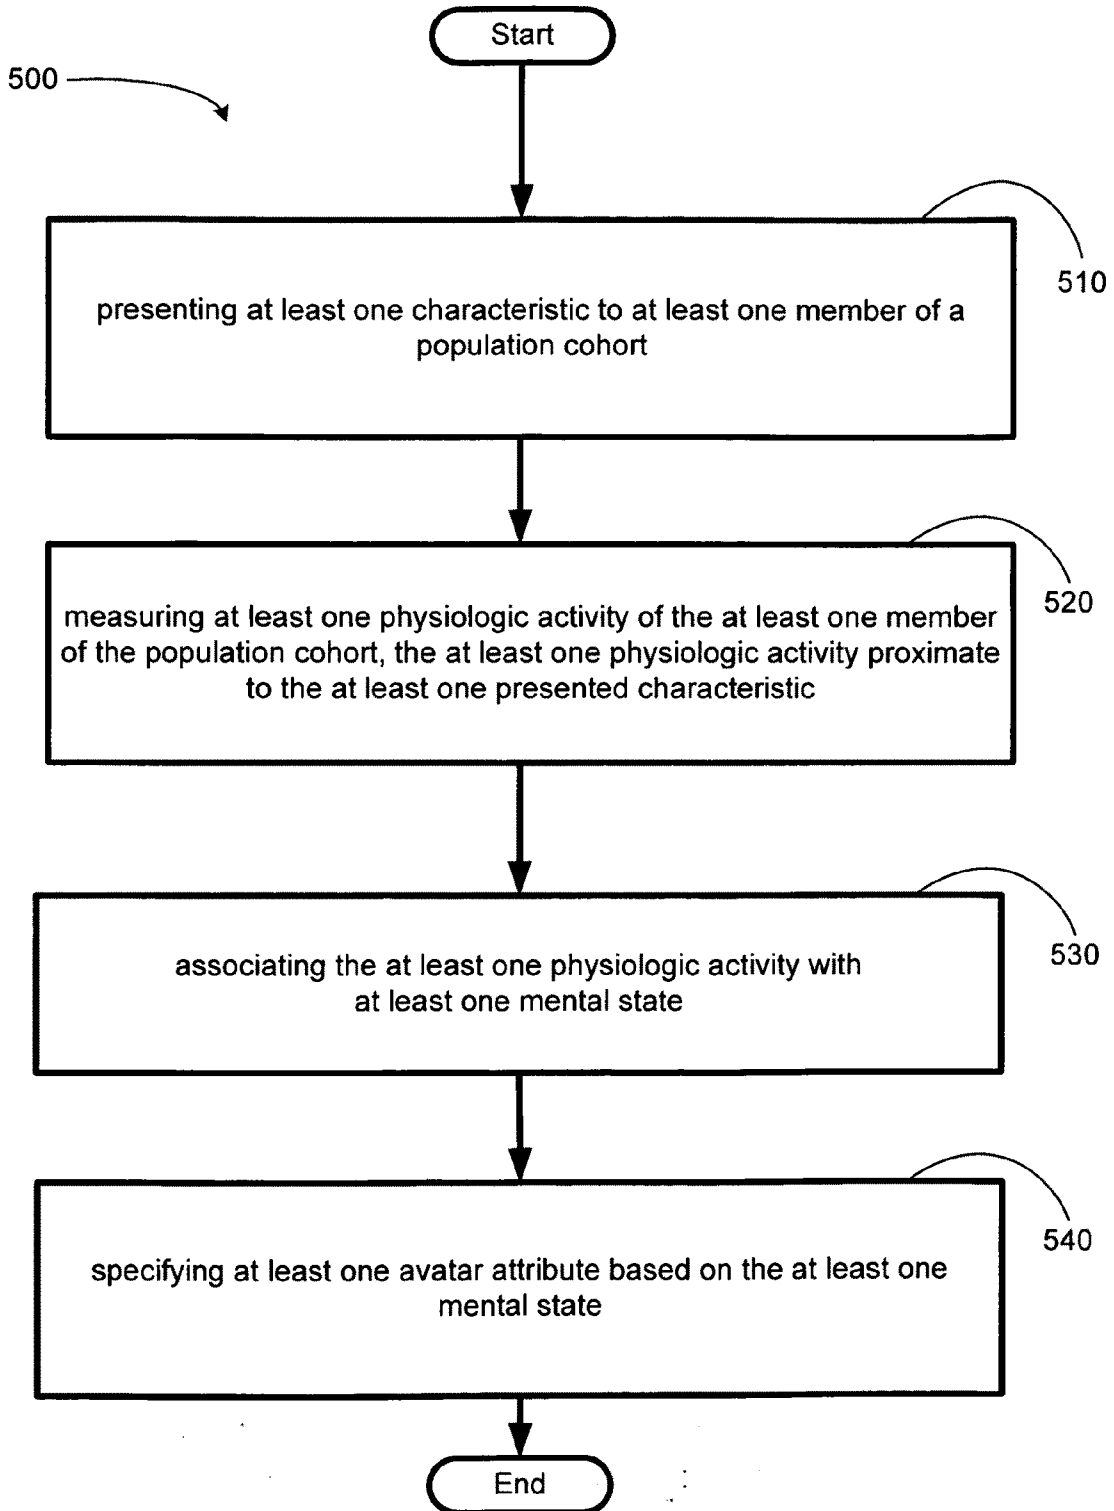 Start
500
510
presenting at least one characteristic to at least one member of a
population cohort
520
measuring at least one physiologic activity of the at least one member
of the population cohort, the at least one physiologic activity proximate
to the at least one presented characteristic
530
associating the at least one physiologic activity with
at least one mental state
540
specifying at least one avatar attribute based on the at least one
mental state
End